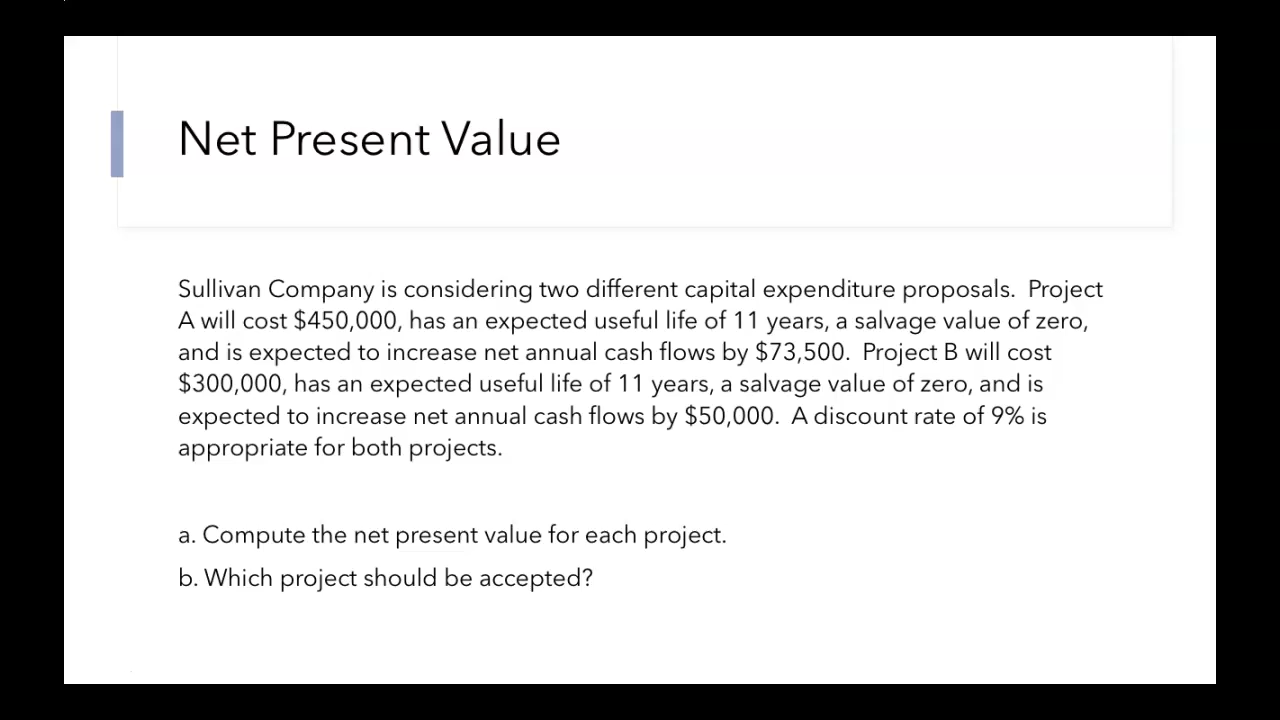 Net Present Value
Sullivan Company is considering two different capital expenditure proposals.  Project
A will cost $450,000, has an expected useful life of 11 years, a salvage value of zero,
and is expected to increase net annual cash flows by $73,500.  Project B will cost
$300,000, has an expected useful life of 11 years, a salvage value of zero, and is
expected to increase net annual cash flows by $50,000.  A discount rate of 9% is
appropriate for both projects.
a. Compute the net present value for each project.
b. Which project should be accepted?